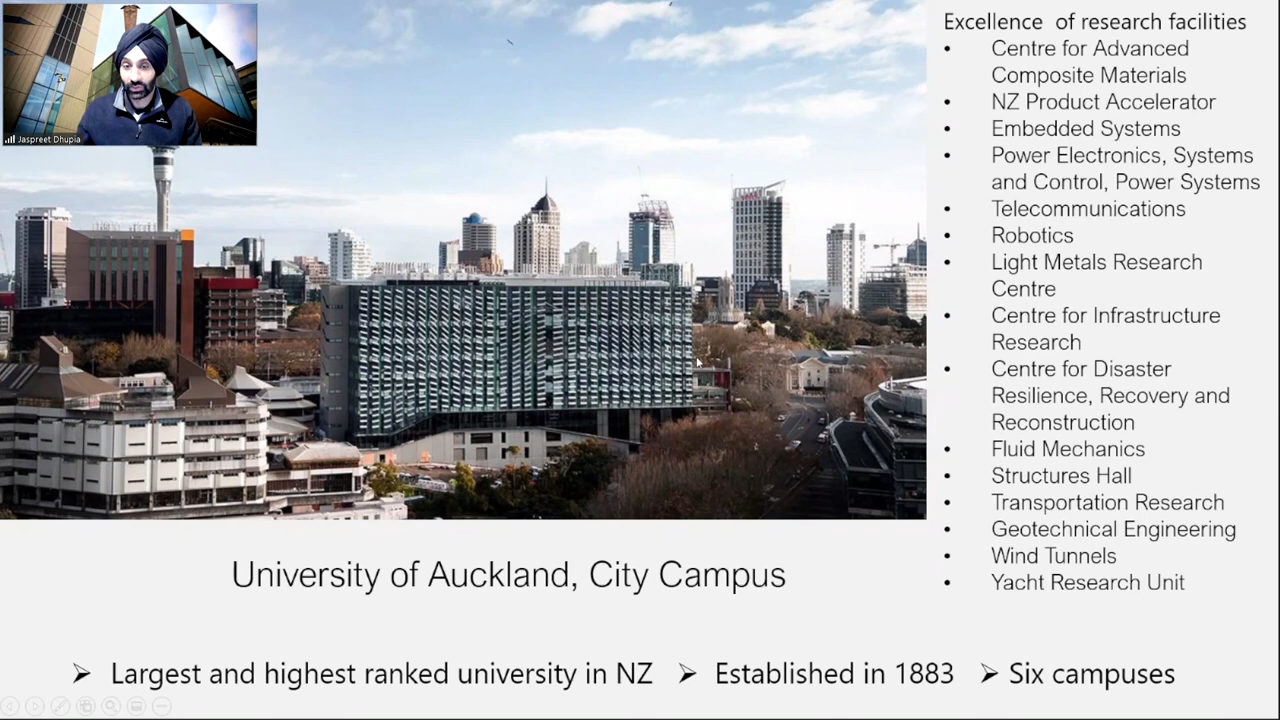 Jaspreet Dhupia
Excellence of research facilities
• Centre for Advanced
Composite Materials
• NZ Product Accelerator
• Embedded Systems
• Power Electronics, Systems
and Control, Power Systems
• Telecommunications
• Robotics
• Light Metals Research
Centre
• Centre for Infrastructure
Research
• Centre for Disaster
Resilience, Recovery and
Reconstruction
• Fluid Mechanics
• Structures Hall
• Transportation Research
• Geotechnical Engineering
• Wind Tunnels
• Yacht Research Unit
University of Auckland, City Campus
➢ Largest and highest ranked university in NZ ➢ Established in 1883 ➢ Six campuses